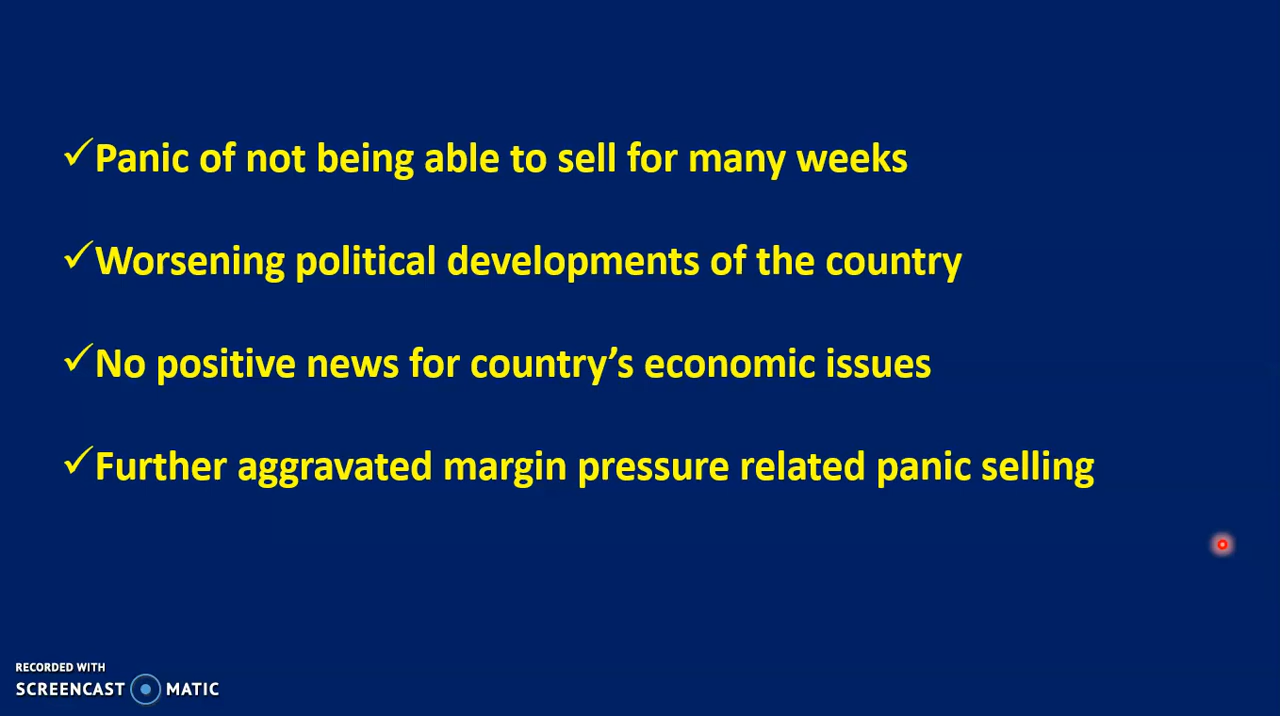 ✓Panic of not being able to sell for many weeks
✓Worsening political developments of the country
✓No positive news for country’s economic issues
✓Further aggravated margin pressure related panic selling
RECORDED WITH
SCREENCAST MATIC